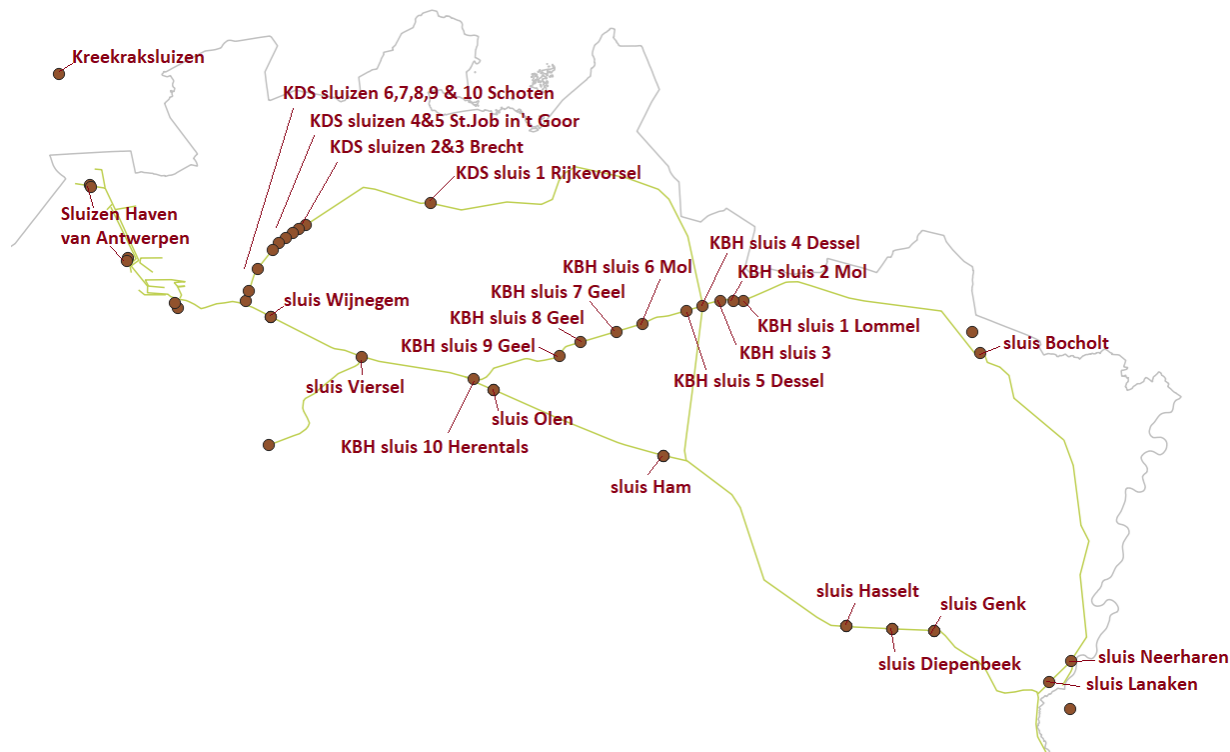 Kreekraksluizen
KDS sluizen 6,7,8,9 & 10 Schoten
KDS sluizen 4&5 St.Job in't Goor
KDS sluizen 2&3 Brecht
KDS sluis 1 Rijkevorsel
Sluizen Haven
van Antwerpen
KBH sluis 4 Dessel
KBH sluis 6 Mol
KBH sluis 2 Mol
KBH sluis 7 Geel
sluis Wijnegem
KBH sluis 8 Geel
KBH sluis 1 Lommel
KBH sluis 9 Geel
KBH sluis 3
sluis Bocholt
KBH sluis 5 Dessel
sluis Viersel
sluis Olen
KBH sluis 10 Herentals
sluis Ham
sluis Hasselt
sluis Genk
sluis Diepenbeek
sluis Neerharen
sluis Lanaken